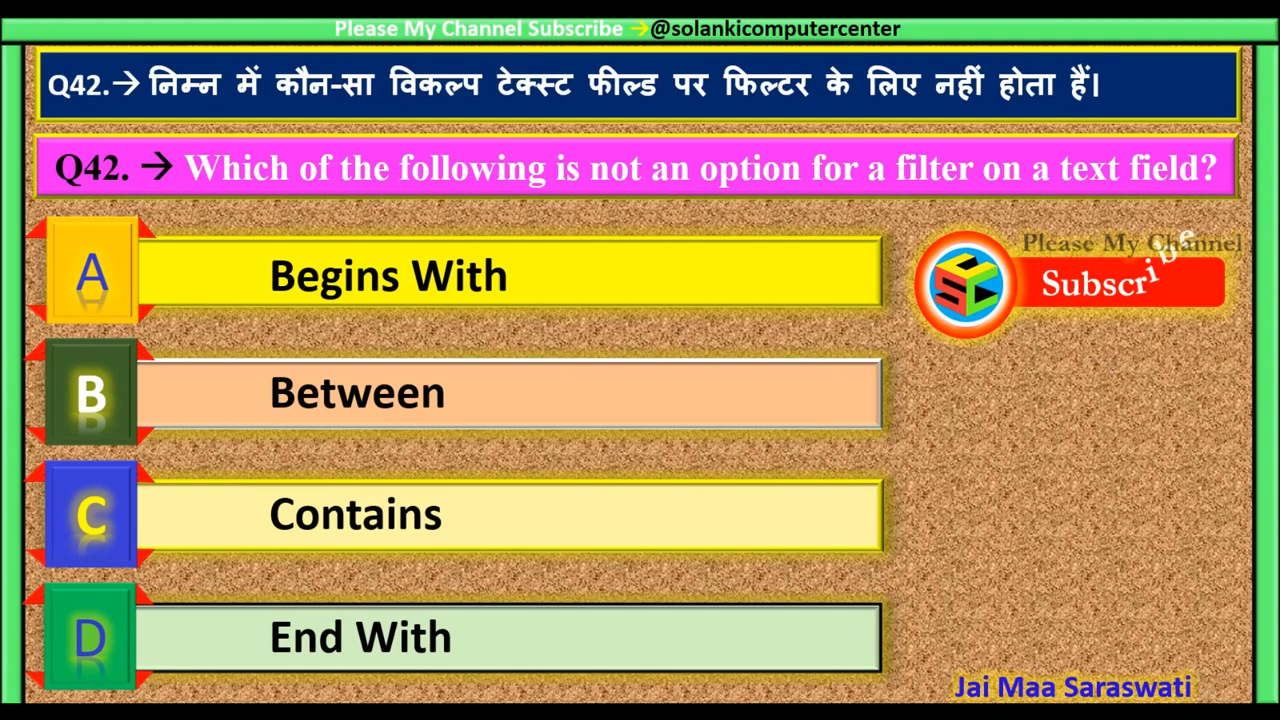 Please My Channel Subscribe →@solankicomputercenter
Q42.→ निम्न में कौन-सा विकल्प टेक्स्ट फील्ड पर फिल्टर के लिए नहीं होता हैं।
Q42. → Which of the following is not an option for a filter on a text field?
A Begins With
Please My Channel
Subscribe
B Between
C Contains
D End With
Jai Maa Saraswati